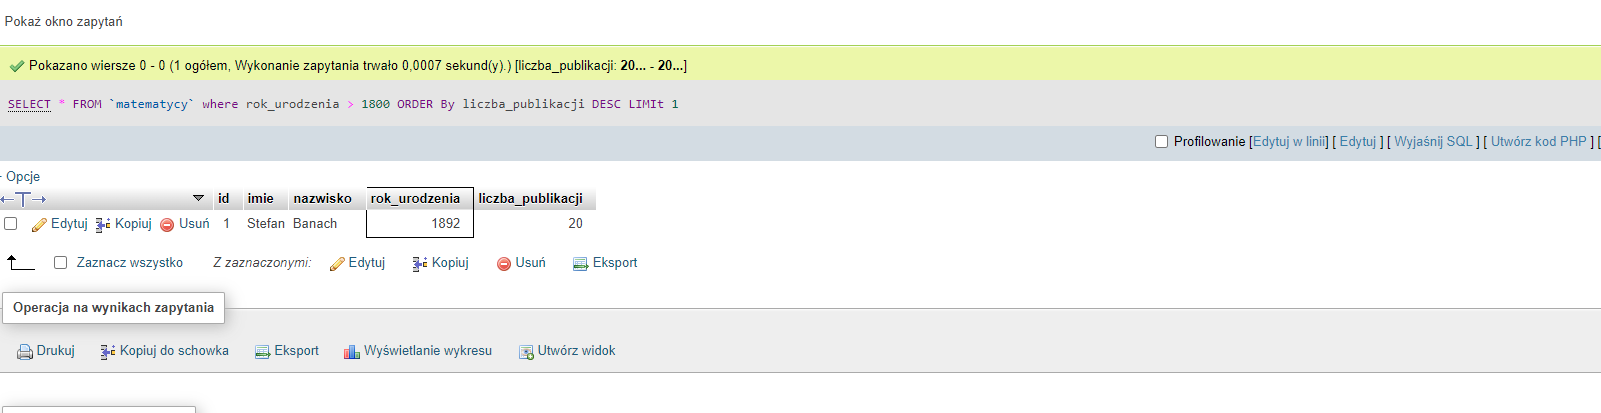 Pokaż okno zapytań
Pokazano wiersze 0 - 0 (1 ogółem, Wykonanie zapytania trwało 0,0007 sekund(y).) [liczba_publikacji: 20... - 20...]
SELECT * FROM `matematycy` where rok_urodzenia > 1800 ORDER By liczba_publikacji DESC LIMIt 1
Profilowanie [Edytuj w linii] [ Edytuj ] [ Wyjaśnij SQL ] [ Utwórz kod PHP ] [
Opcje
id imie nazwisko rok_urodzenia liczba_publikacji
Edytuj Kopiuj Usuń 1 Stefan Banach 1892 20
Zaznacz wszystko Z zaznaczonymi: Edytuj Kopiuj Usuń Eksport
Operacja na wynikach zapytania
Drukuj Kopiuj do schowka Eksport Wyświetlanie wykresu Utwórz widok